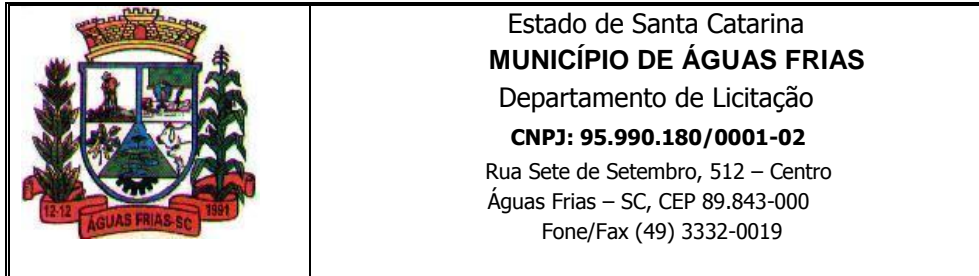 12-12
ÁGUAS FRIAS-SC
1991
Estado de Santa Catarina
MUNICÍPIO DE ÁGUAS FRIAS
Departamento de Licitação
CNPJ: 95.990.180/0001-02
Rua Sete de Setembro, 512 – Centro
Águas Frias – SC, CEP 89.843-000
Fone/Fax (49) 3332-0019